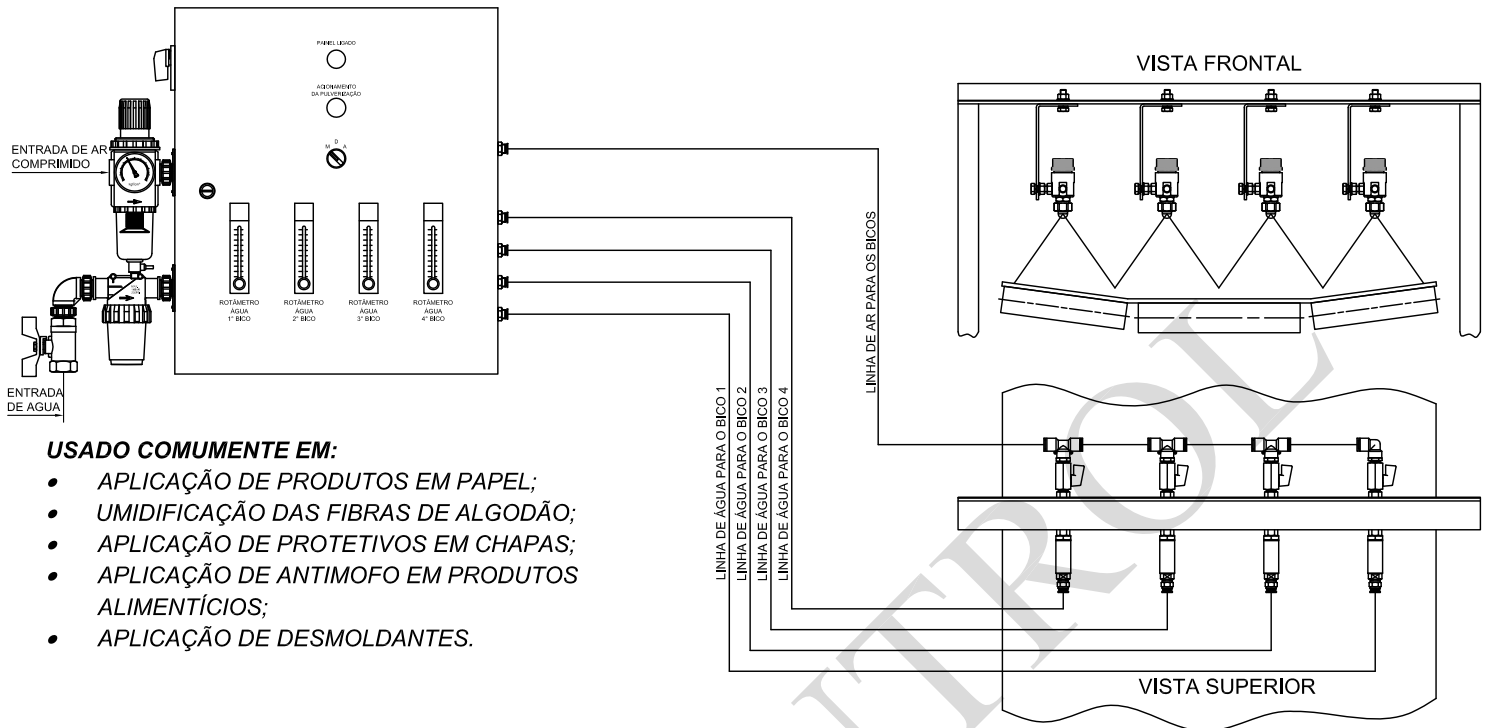 PAINEL LIGADO
ACIONAMENTO
DA PULVERIZAÇÃO
M D A
ENTRADA DE AR
COMPRIMIDO
ROTÂMETRO
ÁGUA
1° BICO
ROTÂMETRO
ÁGUA
2° BICO
ROTÂMETRO
ÁGUA
3° BICO
ROTÂMETRO
ÁGUA
4° BICO
ENTRADA
DE AGUA
VISTA FRONTAL
LINHA DE AR PARA OS BICOS
LINHA DE ÁGUA PARA O BICO 1
LINHA DE ÁGUA PARA O BICO 2
LINHA DE ÁGUA PARA O BICO 3
LINHA DE ÁGUA PARA O BICO 4
VISTA SUPERIOR
USADO COMUMENTE EM:
• APLICAÇÃO DE PRODUTOS EM PAPEL;
• UMIDIFICAÇÃO DAS FIBRAS DE ALGODÃO;
• APLICAÇÃO DE PROTETIVOS EM CHAPAS;
• APLICAÇÃO DE ANTIMOFO EM PRODUTOS
ALIMENTÍCIOS;
• APLICAÇÃO DE DESMOLDANTES.
NTROL